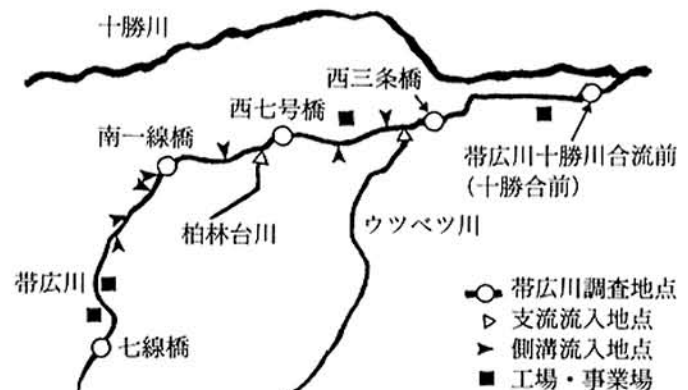 十勝川
西三条橋
西七号橋
南一線橋
帯広川十勝川合流前
(十勝合前)
柏林台川
ウツベツ川
帯広川
七線橋
帯広川調査地点
支流流入地点
側溝流入地点
工場・事業場